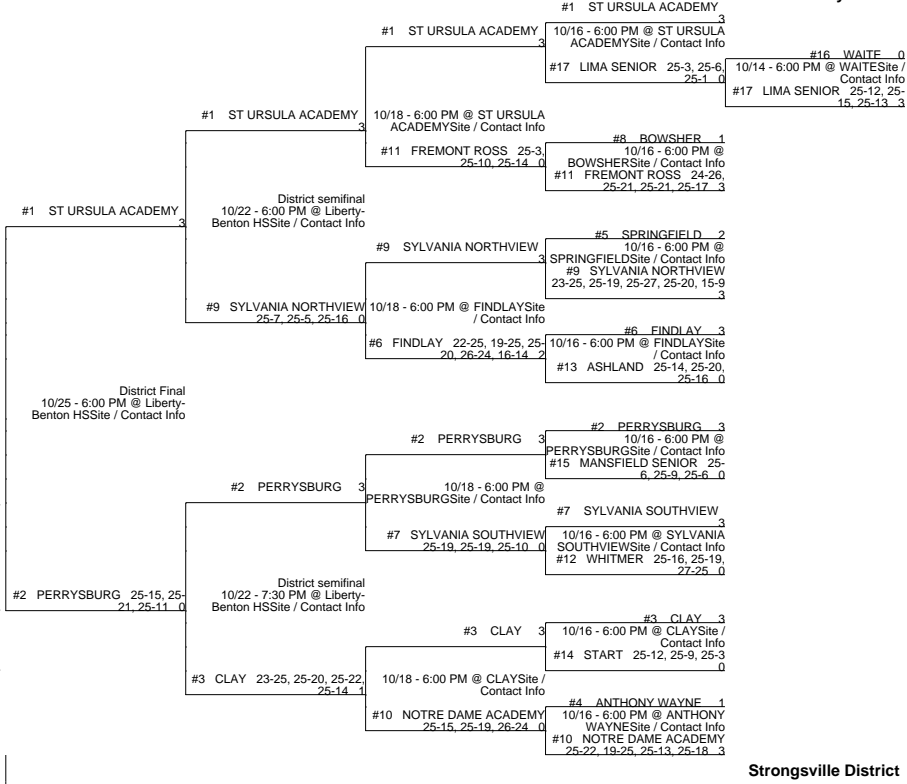 #1 ST URSULA ACADEMY
3
10/16 - 6:00 PM @ ST URSULA
ACADEMYSite / Contact Info
#17 LIMA SENIOR 25-3, 25-6,
25-1 0
#16 WAITE 0
10/14 - 6:00 PM @ WAITESite /
Contact Info
#17 LIMA SENIOR 25-12, 25-
15, 25-13 3
#1 ST URSULA ACADEMY
3
10/18 - 6:00 PM @ ST URSULA
ACADEMYSite / Contact Info
#11 FREMONT ROSS 25-3,
25-10, 25-14 0
#8 BOWSHER 1
10/16 - 6:00 PM @
BOWSHERSite / Contact Info
#11 FREMONT ROSS 24-26,
25-21, 25-21, 25-17 3
#1 ST URSULA ACADEMY
3
District semifinal
10/22 - 6:00 PM @ Liberty-
Benton HSSite / Contact Info
#9 SYLVANIA NORTHVIEW
25-7, 25-5, 25-16 0
#5 SPRINGFIELD 2
10/16 - 6:00 PM @
SPRINGFIELDSite / Contact Info
#9 SYLVANIA NORTHVIEW
23-25, 25-19, 25-27, 25-20, 15-9
3
#9 SYLVANIA NORTHVIEW
3
10/18 - 6:00 PM @ FINDLAYSite
/ Contact Info
#6 FINDLAY 22-25, 19-25, 25-
20, 26-24, 16-14 2
#6 FINDLAY 3
10/16 - 6:00 PM @ FINDLAYSite
/ Contact Info
#13 ASHLAND 25-14, 25-20,
25-16 0
#1 ST URSULA ACADEMY
3
District Final
10/25 - 6:00 PM @ Liberty-
Benton HSSite / Contact Info
#2 PERRYSBURG 25-15, 25-
21, 25-11 0
#2 PERRYSBURG 3
10/16 - 6:00 PM @
PERRYSBURGSite / Contact Info
#15 MANSFIELD SENIOR 25-
6, 25-9, 25-6 0
#2 PERRYSBURG 3
10/18 - 6:00 PM @
PERRYSBURGSite / Contact Info
#7 SYLVANIA SOUTHVIEW
25-19, 25-19, 25-10 0
#7 SYLVANIA SOUTHVIEW
3
10/16 - 6:00 PM @ SYLVANIA
SOUTHVIEWSite / Contact Info
#12 WHITMER 25-16, 25-19,
27-25 0
#2 PERRYSBURG 3
District semifinal
10/22 - 7:30 PM @ Liberty-
Benton HSSite / Contact Info
#3 CLAY 23-25, 25-20, 25-22,
25-14 1
#3 CLAY 3
10/16 - 6:00 PM @ CLAYSite /
Contact Info
#14 START 25-12, 25-9, 25-3
0
#3 CLAY 3
10/18 - 6:00 PM @ CLAYSite /
Contact Info
#10 NOTRE DAME ACADEMY
25-15, 25-19, 26-24 0
#4 ANTHONY WAYNE 1
10/16 - 6:00 PM @ ANTHONY
WAYNESite / Contact Info
#10 NOTRE DAME ACADEMY
25-22, 19-25, 25-13, 25-18 3
Strongsville District